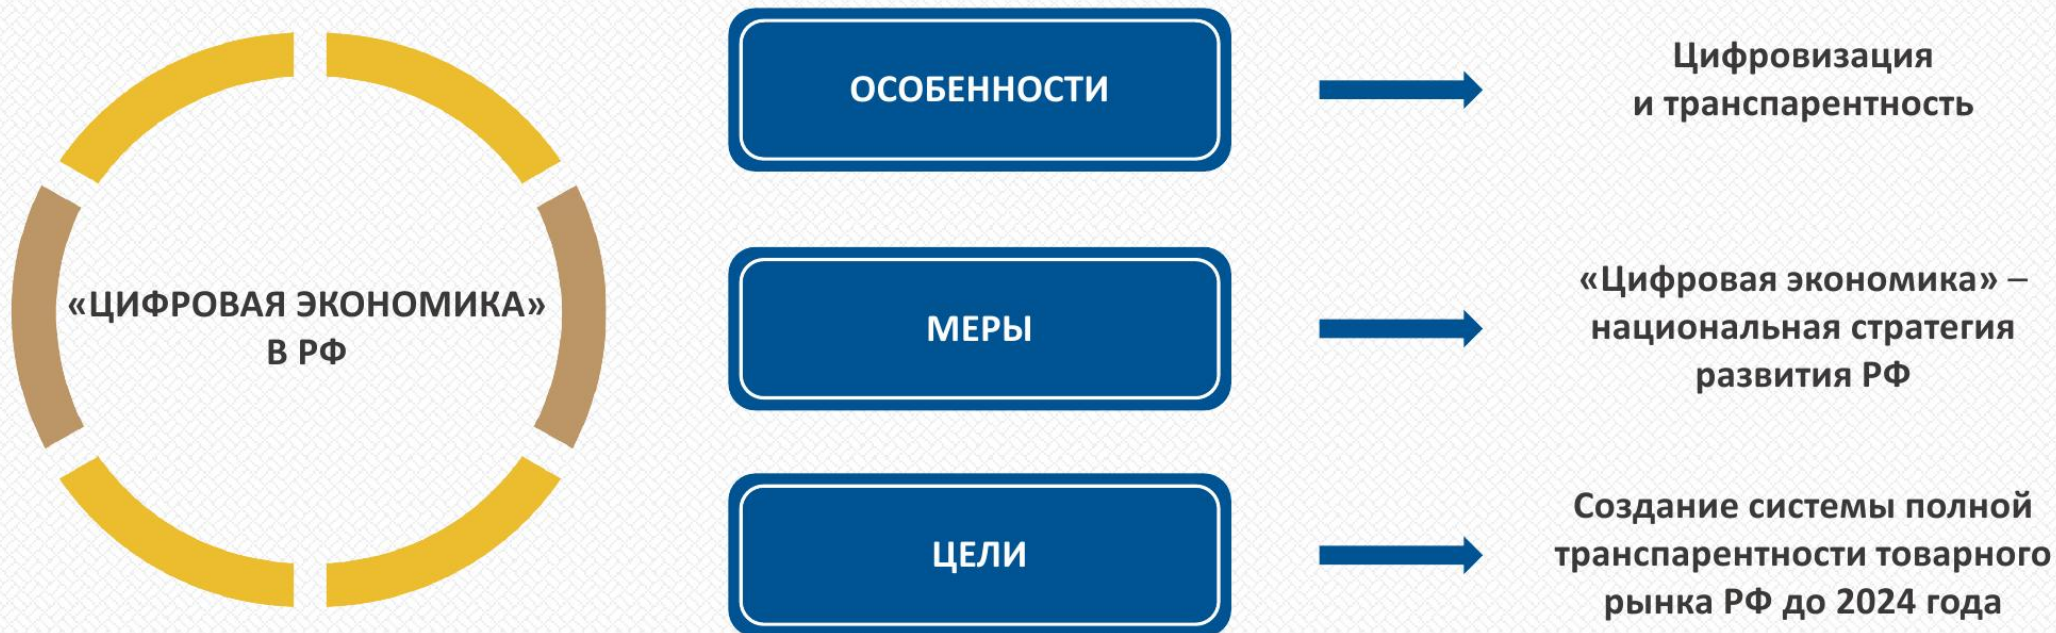 «ЦИФРОВАЯ ЭКОНОМИКА»
В РФ
ОСОБЕННОСТИ
Цифровизация
и транспарентность
МЕРЫ
«Цифровая экономика» –
национальная стратегия
развития РФ
ЦЕЛИ
Создание системы полной
транспарентности товарного
рынка РФ до 2024 года